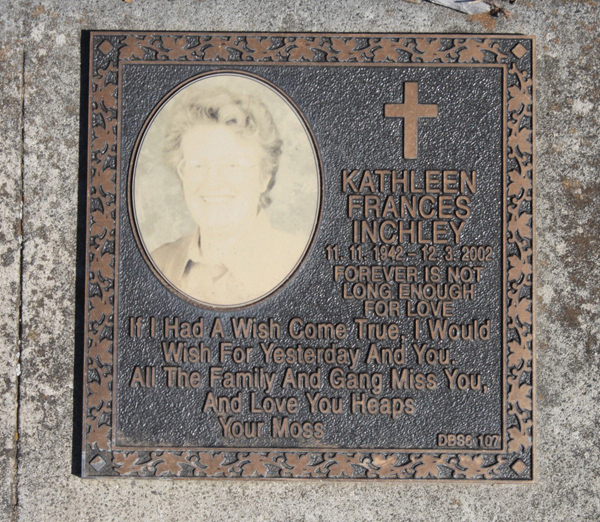 KATHLEEN
FRANCES
INCHLEY
11. 11. 1942 - 12. 3. 2002
FOREVER IS NOT
LONG ENOUGH
FOR LOVE
If I Had A Wish Come True, I Would
Wish For Yesterday And You.
All The Family And Gang Miss You,
And Love You Heaps
Your Moss
DBS6 107